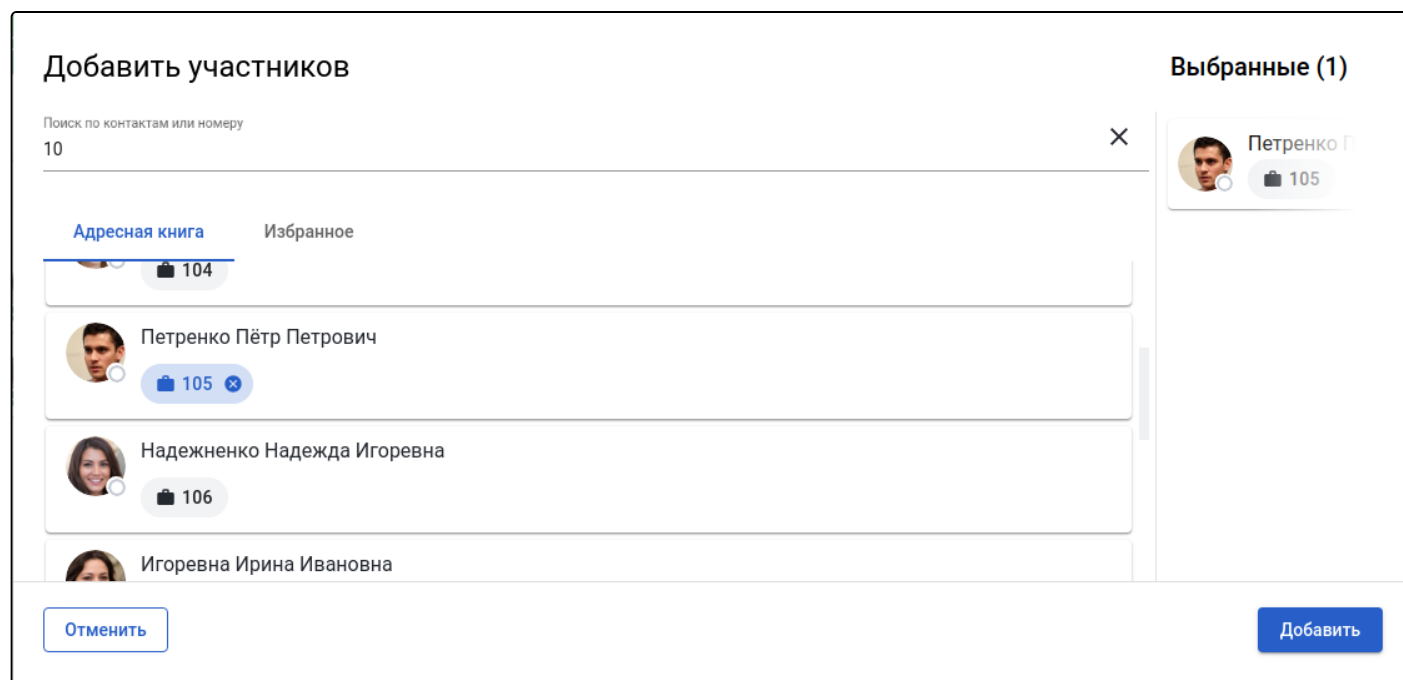 Добавить участников
Поиск по контактам или номеру
10
Адресная книга
Избранное
104
Петренко Пётр Петрович
105
Надежненко Надежда Игоревна
106
Игоревна Ирина Ивановна
Отменить
Выбранные (1)
Петренко П
105
Добавить